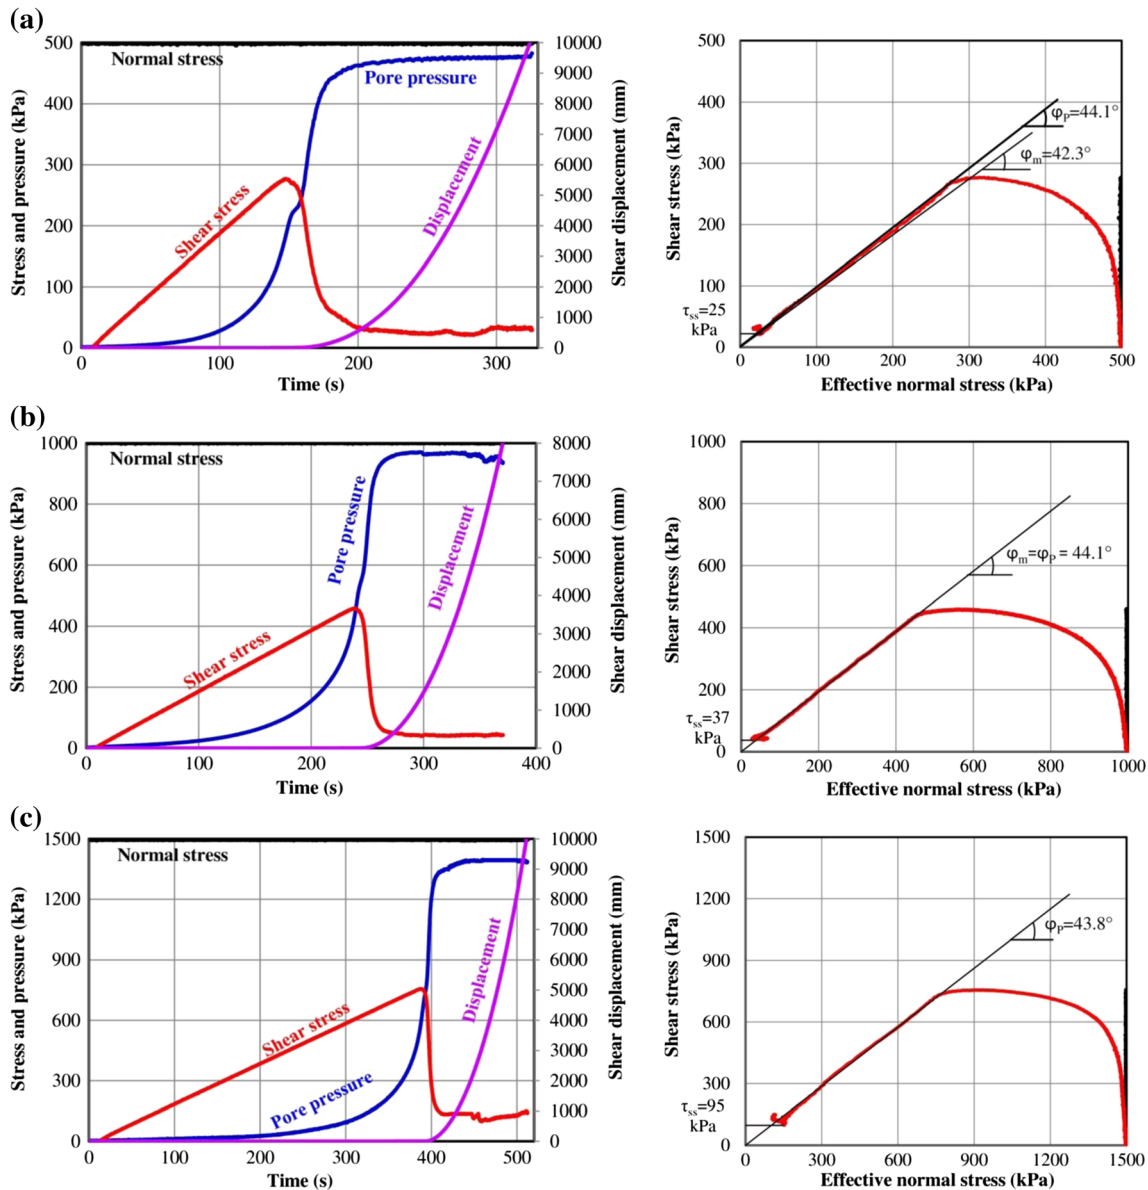 (a)
500
400
300
200
100
0
Stress and pressure (kPa)
Normal stress
Pore pressure
Shear stress
Displacement
10000
9000
8000
7000
6000
5000
4000
3000
2000
1000
0
Shear displacement (mm)
0 100 200 300
Time (s)
500
400
300
200
100
0
Shear stress (kPa)
φP=44.1°
φm=42.3°
τss=25
kPa
0 100 200 300 400 500
Effective normal stress (kPa)
(b)
1000
800
600
400
200
0
Stress and pressure (kPa)
Normal stress
Pore pressure
Shear stress
Displacement
8000
7000
6000
5000
4000
3000
2000
1000
0
Shear displacement (mm)
0 100 200 300 400
Time (s)
1000
800
600
400
200
0
Shear stress (kPa)
φm=φP = 44.1°
τss=37
kPa
0 200 400 600 800 1000
Effective normal stress (kPa)
(c)
1500
1200
900
600
300
0
Stress and pressure (kPa)
Normal stress
Shear stress
Pore pressure
Displacement
10000
9000
8000
7000
6000
5000
4000
3000
2000
1000
0
Shear displacement (mm)
0 100 200 300 400 500
Time (s)
1500
1200
900
600
300
0
Shear stress (kPa)
φP=43.8°
τss=95
kPa
0 300 600 900 1200 1500
Effective normal stress (kPa)